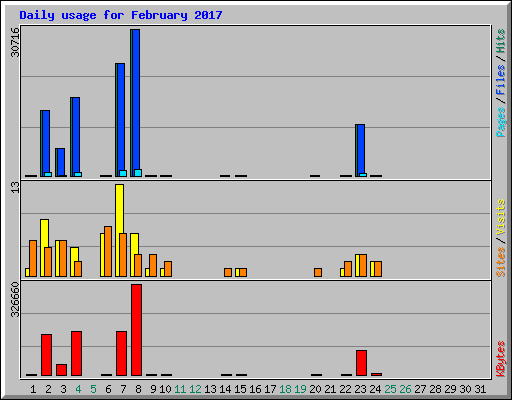 Daily usage for February 2017
30716
Pages/Files/Hits
13
Sites/Visits
326660
KBytes
1 2 3 4 5 6 7 8 9 10 11 12 13 14 15 16 17 18 19 20 21 22 23 24 25 26 27 28 29 30 31